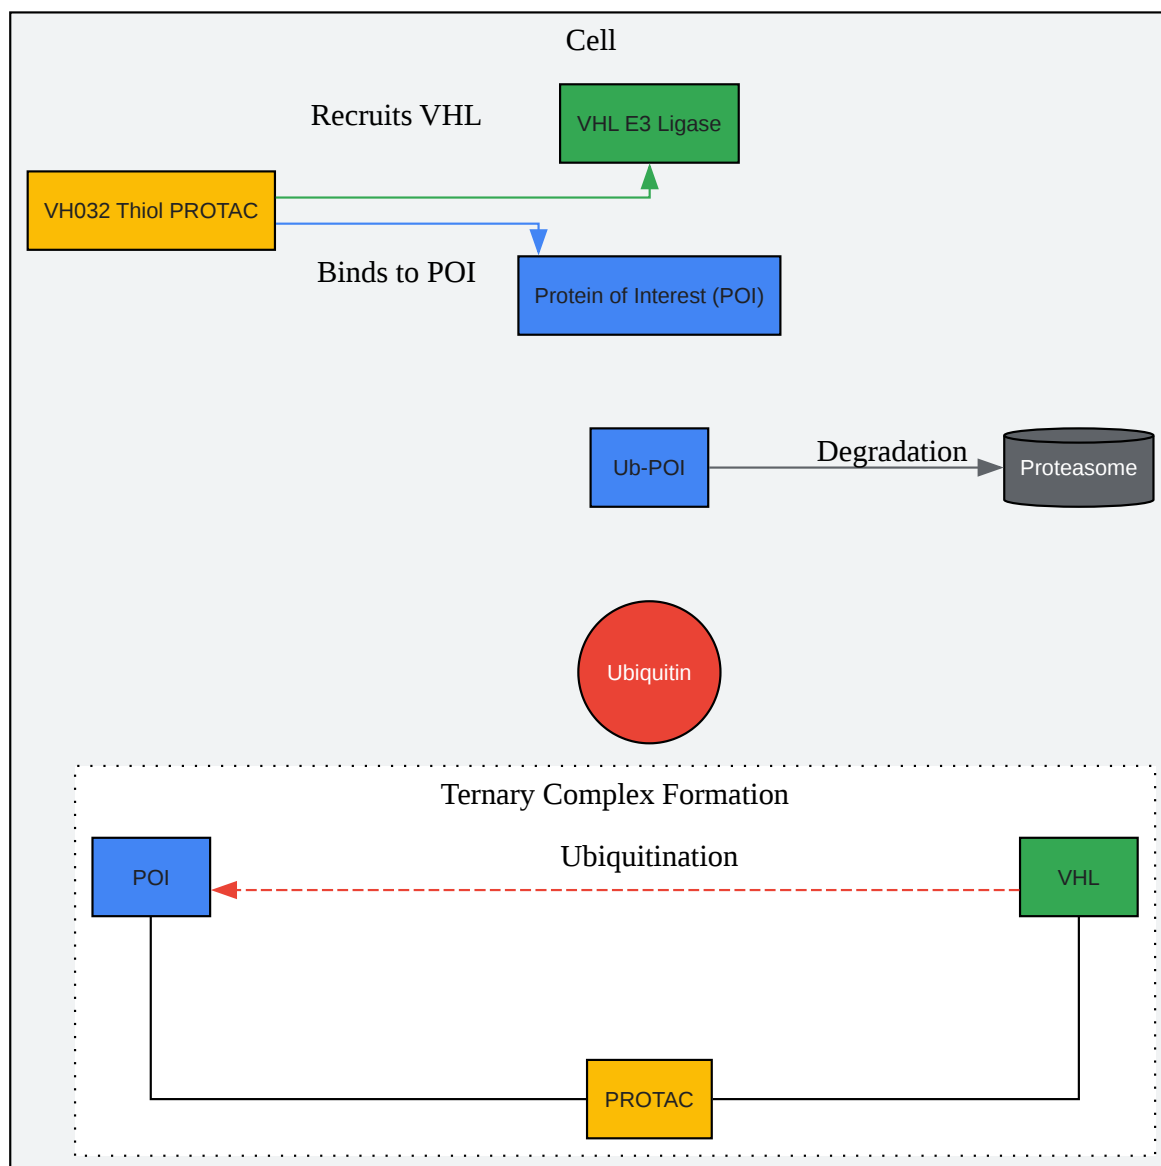 Cell
Recruits VHL
VHL E3 Ligase
VH032 Thiol PROTAC
Binds to POI
Protein of Interest (POI)
Ub-POI
Degradation
Proteasome
Ubiquitin
Ternary Complex Formation
Ubiquitination
POI
VHL
PROTAC